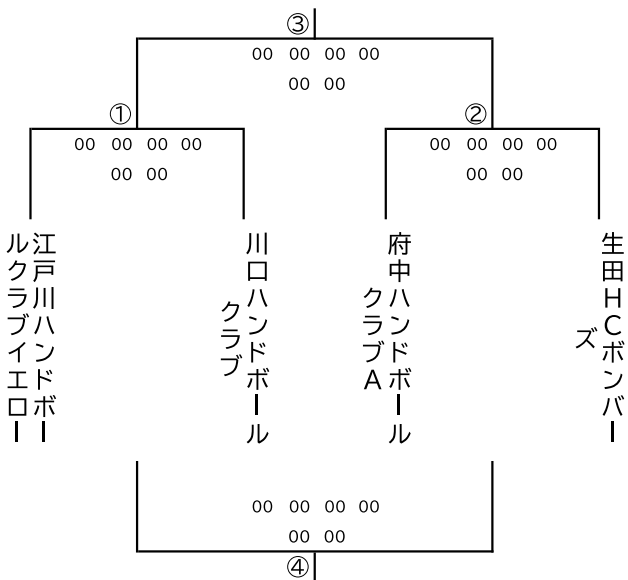 ③
00 00 00 00
00 00
①
00 00 00 00
00 00
②
00 00 00 00
00 00
江戸川ハンドボー
ルクラブイエロー
川口ハンドボール
クラブ
府中ハンドボール
クラブA
生田HCボンバー
ズ
00 00 00 00
00 00
④